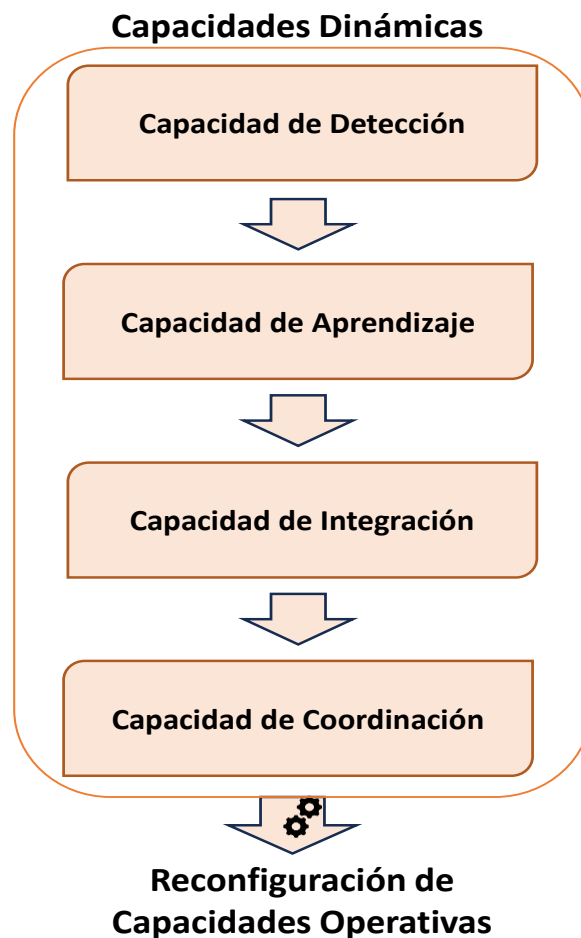 Capacidades Dinámicas
Capacidad de Detección
Capacidad de Aprendizaje
Capacidad de Integración
Capacidad de Coordinación
Reconfiguración de
Capacidades Operativas